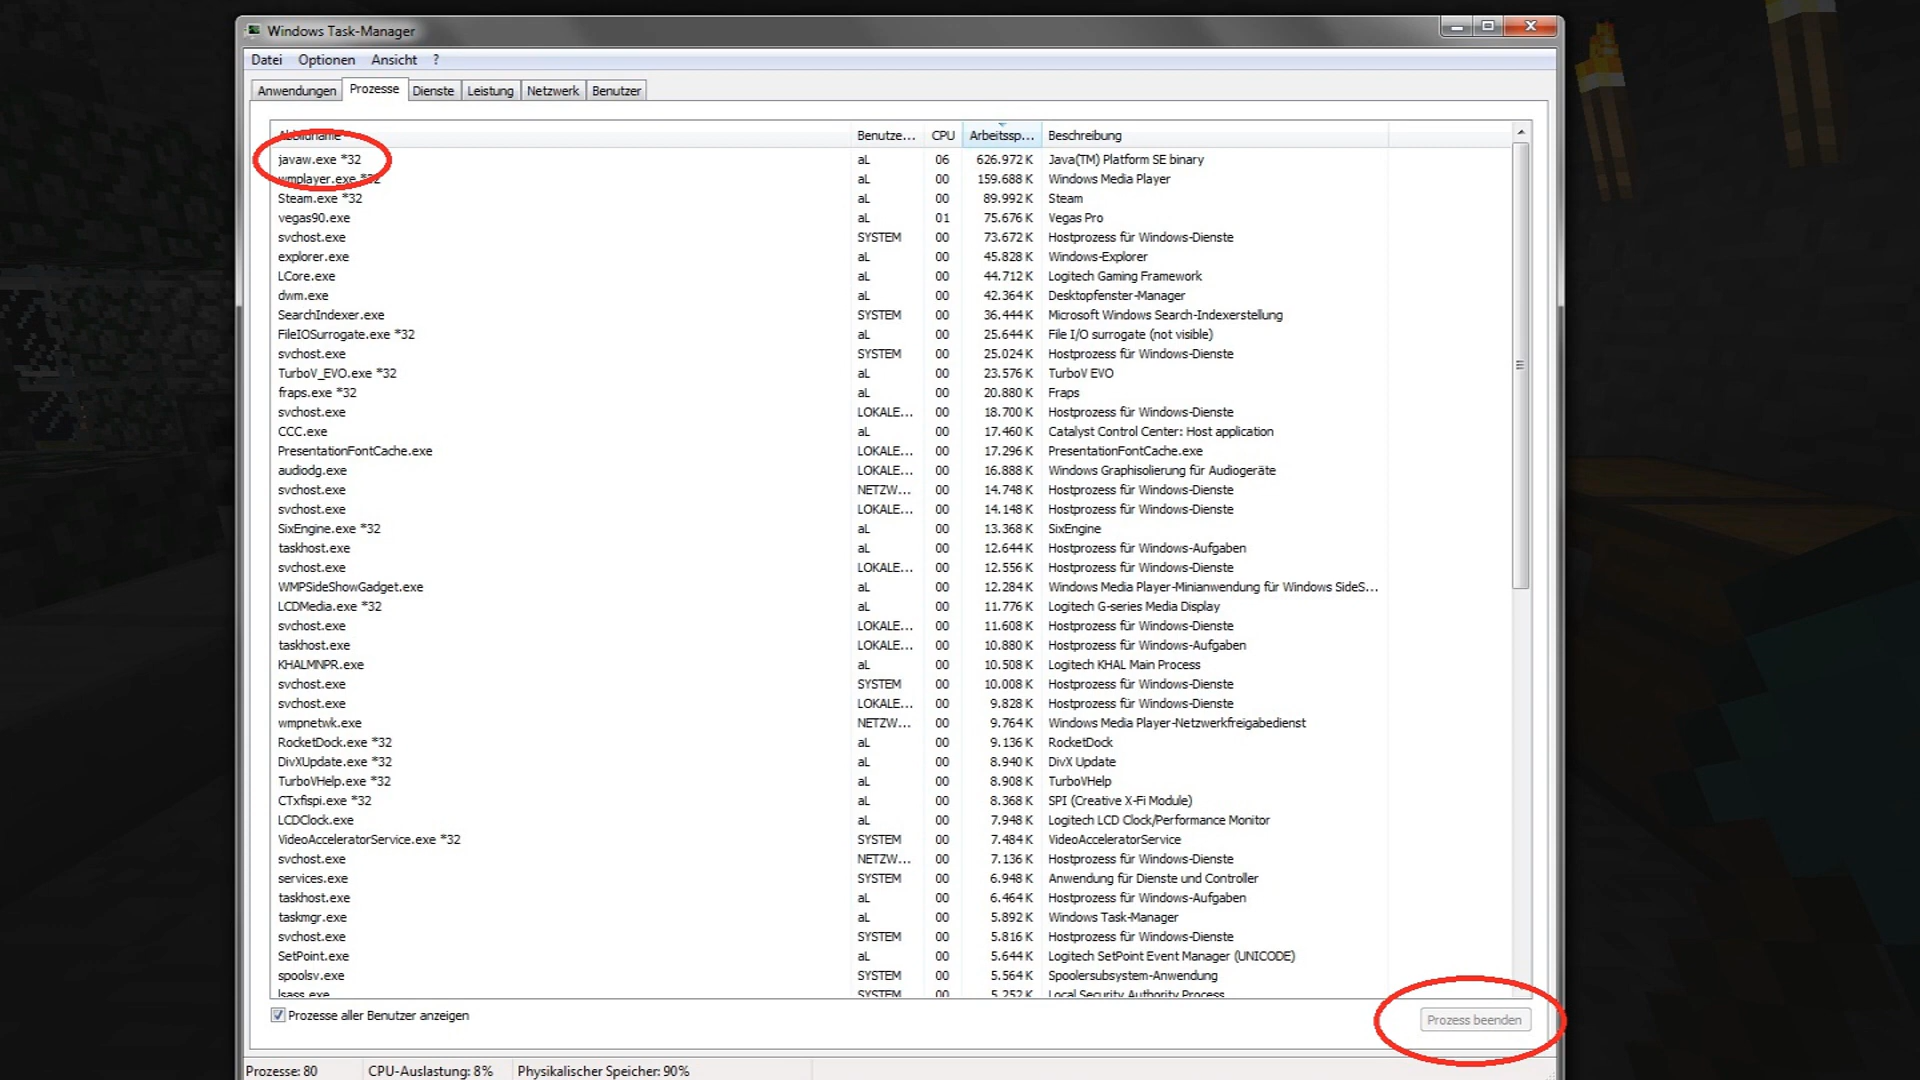 Windows Task-Manager
Datei Optionen Ansicht ?
Anwendungen Prozesse Dienste Leistung Netzwerk Benutzer
Abbildname Benutze... CPU Arbeitssp... Beschreibung
javaw.exe *32 aL 06 626.972 K Java(TM) Platform SE binary
wmplayer.exe *32 aL 00 159.688 K Windows Media Player
Steam.exe *32 aL 00 89.992 K Steam
vegas90.exe aL 01 75.676 K Vegas Pro
svchost.exe SYSTEM 00 73.672 K Hostprozess für Windows-Dienste
explorer.exe aL 00 45.828 K Windows-Explorer
LCore.exe aL 00 44.712 K Logitech Gaming Framework
dwm.exe aL 00 42.364 K Desktopfenster-Manager
SearchIndexer.exe SYSTEM 00 36.444 K Microsoft Windows Search-Indexerstellung
FileIOSurrogate.exe *32 aL 00 25.644 K File I/O surrogate (not visible)
svchost.exe SYSTEM 00 25.024 K Hostprozess für Windows-Dienste
TurboV_EVO.exe *32 aL 00 23.576 K TurboV EVO
fraps.exe *32 aL 00 20.880 K Fraps
svchost.exe LOKALE... 00 18.700 K Hostprozess für Windows-Dienste
CCC.exe aL 00 17.460 K Catalyst Control Center: Host application
PresentationFontCache.exe LOKALE... 00 17.296 K PresentationFontCache.exe
audiodg.exe LOKALE... 00 16.888 K Windows Graphisolierung für Audiogeräte
svchost.exe NETZW... 00 14.748 K Hostprozess für Windows-Dienste
svchost.exe LOKALE... 00 14.148 K Hostprozess für Windows-Dienste
SixEngine.exe *32 aL 00 13.368 K SixEngine
taskhost.exe aL 00 12.644 K Hostprozess für Windows-Aufgaben
svchost.exe LOKALE... 00 12.556 K Hostprozess für Windows-Dienste
WMPSideShowGadget.exe aL 00 12.284 K Windows Media Player-Minianwendung für Windows SideS...
LCDMedia.exe *32 aL 00 11.776 K Logitech G-series Media Display
svchost.exe LOKALE... 00 11.608 K Hostprozess für Windows-Dienste
taskhost.exe LOKALE... 00 10.880 K Hostprozess für Windows-Aufgaben
KHALMNPR.exe aL 00 10.508 K Logitech KHAL Main Process
svchost.exe SYSTEM 00 10.008 K Hostprozess für Windows-Dienste
svchost.exe LOKALE... 00 9.828 K Hostprozess für Windows-Dienste
wmpnetwk.exe NETZW... 00 9.764 K Windows Media Player-Netzwerkfreigabedienst
RocketDock.exe *32 aL 00 9.136 K RocketDock
DivXUpdate.exe *32 aL 00 8.940 K DivX Update
TurboVHelp.exe *32 aL 00 8.908 K TurboVHelp
CTxfispi.exe *32 aL 00 8.368 K SPI (Creative X-Fi Module)
LCDClock.exe aL 00 7.948 K Logitech LCD Clock/Performance Monitor
VideoAcceleratorService.exe *32 SYSTEM 00 7.484 K VideoAcceleratorService
svchost.exe NETZW... 00 7.136 K Hostprozess für Windows-Dienste
services.exe SYSTEM 00 6.948 K Anwendung für Dienste und Controller
taskhost.exe aL 00 6.464 K Hostprozess für Windows-Aufgaben
taskmgr.exe aL 00 5.892 K Windows Task-Manager
svchost.exe SYSTEM 00 5.816 K Hostprozess für Windows-Dienste
SetPoint.exe aL 00 5.644 K Logitech SetPoint Event Manager (UNICODE)
spoolsv.exe SYSTEM 00 5.564 K Spoolersubsystem-Anwendung
lsass.exe SYSTEM 00 5.252 K Local Security Authority Process
Prozesse aller Benutzer anzeigen Prozess beenden
Prozesse: 80 CPU-Auslastung: 8% Physikalischer Speicher: 90%